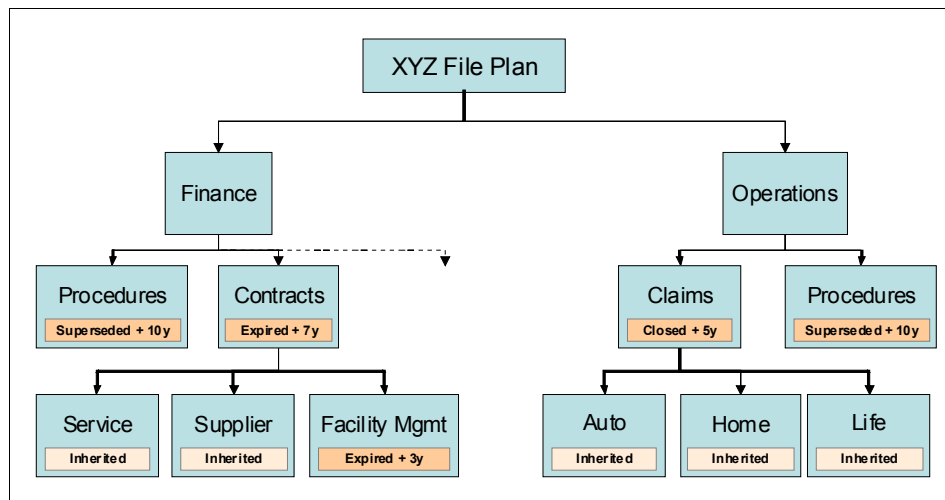 XYZ File Plan
Finance
Operations
Procedures
Superseded + 10y
Contracts
Expired + 7y
Claims
Closed + 5y
Procedures
Superseded + 10y
Service
Inherited
Supplier
Inherited
Facility Mgmt
Expired + 3y
Auto
Inherited
Home
Inherited
Life
Inherited